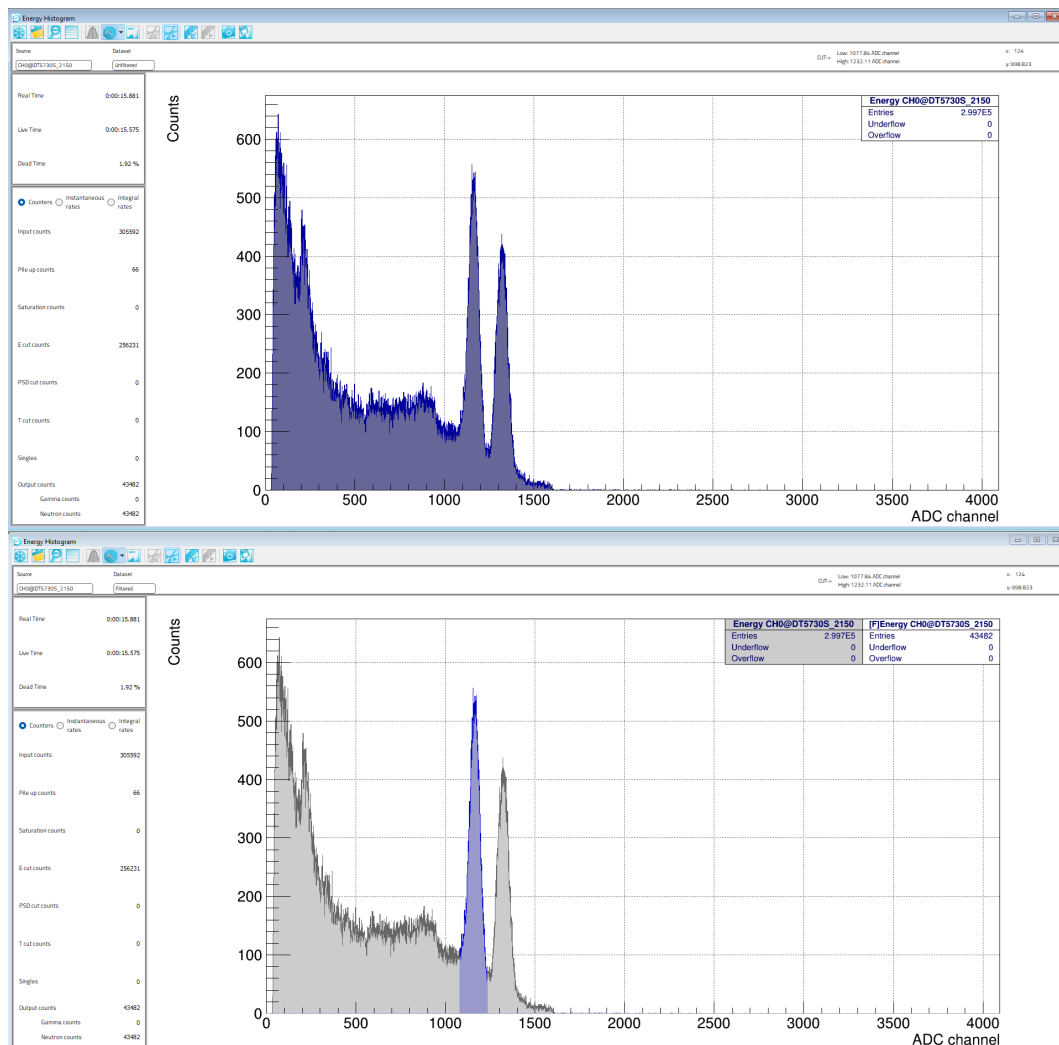 Energy Histogram
Source
Dataset
CH0@DT5730S_2150
Unfiltered
CUT-> Low: 1077.84 ADC channel
High: 1232.11 ADC channel
x: 124
y: 998.823
Real Time 0:00:15.881
Live Time 0:00:15.575
Dead Time 1.92 %
Counters
Instantaneous rates
Integral rates
Input counts 305592
Pile up counts 66
Saturation counts 0
E cut counts 256231
PSD cut counts 0
T cut counts 0
Singles 0
Output counts 43482
Gamma counts 0
Neutron counts 43482
Counts
600
500
400
300
200
100
0
0 500 1000 1500 2000 2500 3000 3500 4000
ADC channel
Energy CH0@DT5730S_2150
Entries 2.997E5
Underflow 0
Overflow 0
Energy Histogram
Source
Dataset
CH0@DT5730S_2150
Filtered
CUT-> Low: 1077.84 ADC channel
High: 1232.11 ADC channel
x: 124
y: 998.823
Real Time 0:00:15.881
Live Time 0:00:15.575
Dead Time 1.92 %
Counters
Instantaneous rates
Integral rates
Input counts 305592
Pile up counts 66
Saturation counts 0
E cut counts 256231
PSD cut counts 0
T cut counts 0
Singles 0
Output counts 43482
Gamma counts 0
Neutron counts 43482
Counts
600
500
400
300
200
100
0
0 500 1000 1500 2000 2500 3000 3500 4000
ADC channel
Energy CH0@DT5730S_2150
Entries 2.997E5
Underflow 0
Overflow 0
[F]Energy CH0@DT5730S_2150
Entries 43482
Underflow 0
Overflow 0